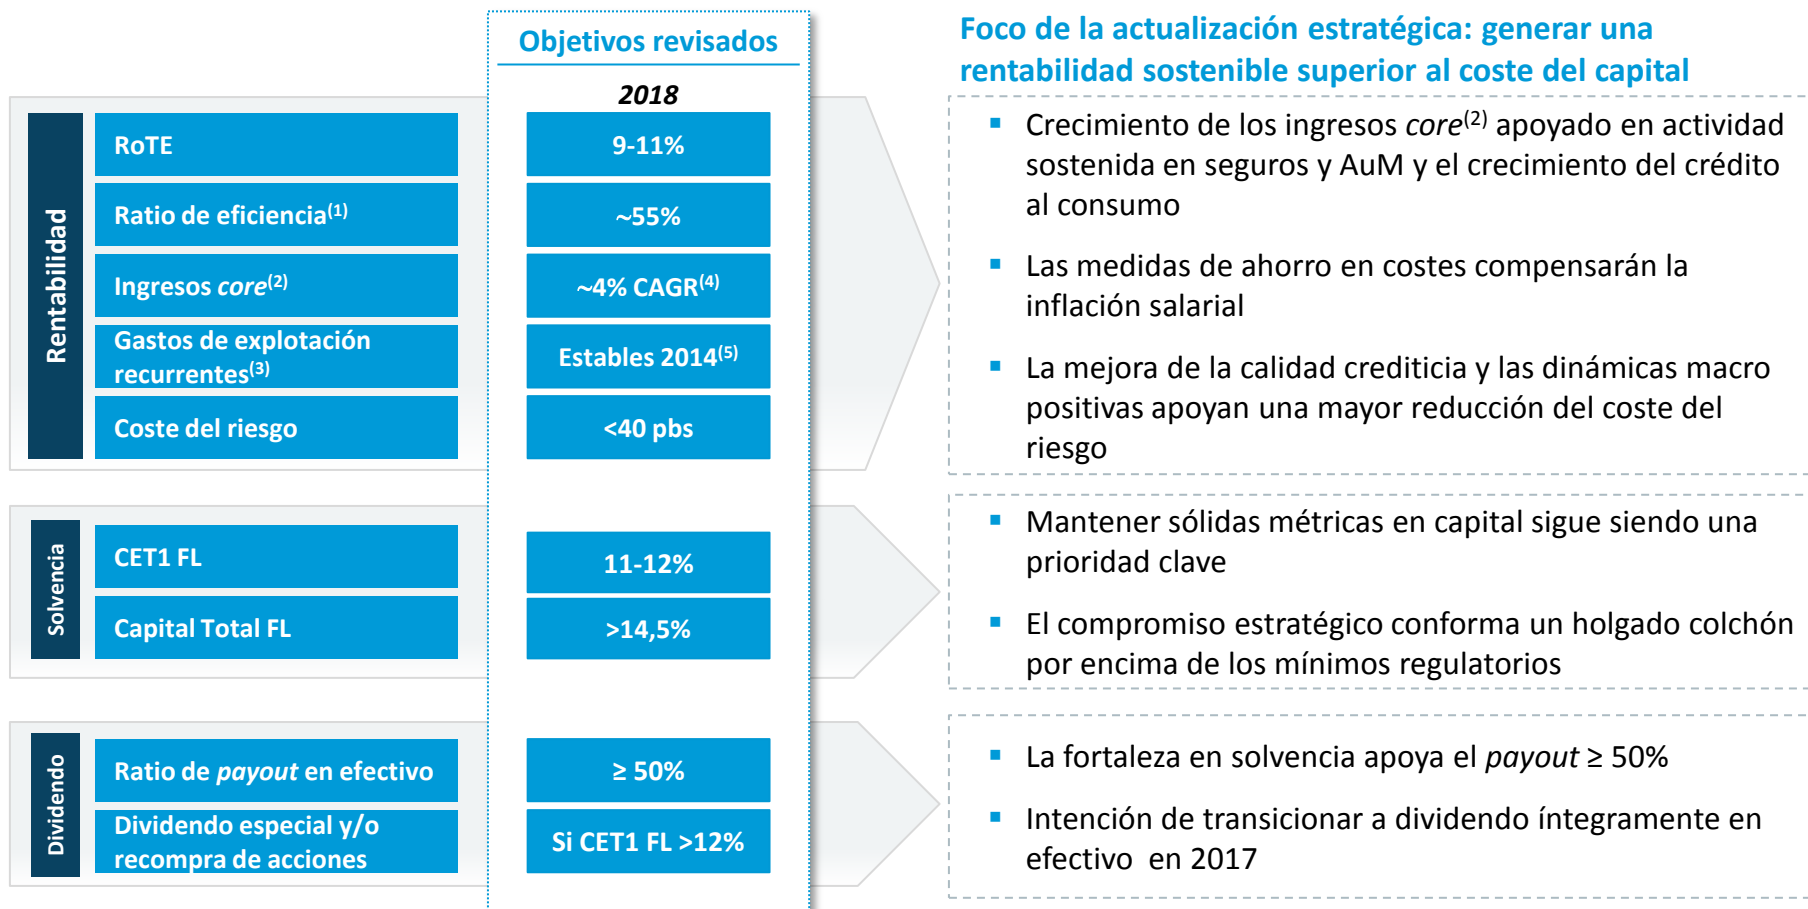 Objetivos revisados
2018
Foco de la actualización estratégica: generar una
rentabilidad sostenible superior al coste del capital
Rentabilidad
RoTE
9-11%
Ratio de eficiencia(1)
~55%
Ingresos core(2)
~4% CAGR(4)
Gastos de explotación
recurrentes(3)
Estables 2014(5)
Coste del riesgo
<40 pbs
▪ Crecimiento de los ingresos core(2) apoyado en actividad
sostenida en seguros y AuM y el crecimiento del crédito
al consumo
▪ Las medidas de ahorro en costes compensarán la
inflación salarial
▪ La mejora de la calidad crediticia y las dinámicas macro
positivas apoyan una mayor reducción del coste del
riesgo
Solvencia
CET1 FL
11-12%
Capital Total FL
>14,5%
▪ Mantener sólidas métricas en capital sigue siendo una
prioridad clave
▪ El compromiso estratégico conforma un holgado colchón
por encima de los mínimos regulatorios
Dividendo
Ratio de payout en efectivo
≥ 50%
Dividendo especial y/o
recompra de acciones
Si CET1 FL >12%
▪ La fortaleza en solvencia apoya el payout ≥ 50%
▪ Intención de transicionar a dividendo íntegramente en
efectivo en 2017